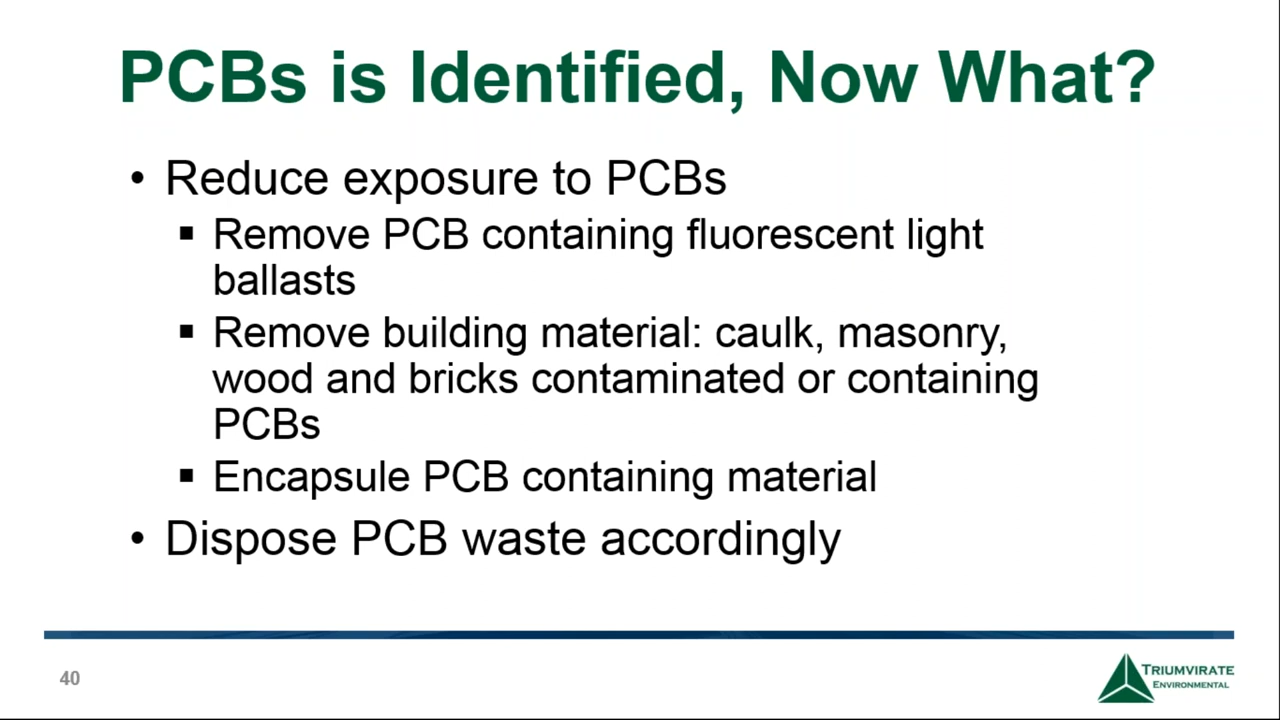 PCBs is Identified, Now What?
• Reduce exposure to PCBs
▪ Remove PCB containing fluorescent light
ballasts
▪ Remove building material: caulk, masonry,
wood and bricks contaminated or containing
PCBs
▪ Encapsule PCB containing material
• Dispose PCB waste accordingly
40
TRIUMVIRATE
ENVIRONMENTAL